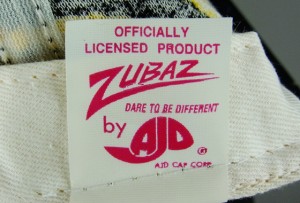 OFFICIALLY
LICENSED PRODUCT
ZUBAZ
DARE TO BE DIFFERENT
by AJD
AJD CAP CORP.